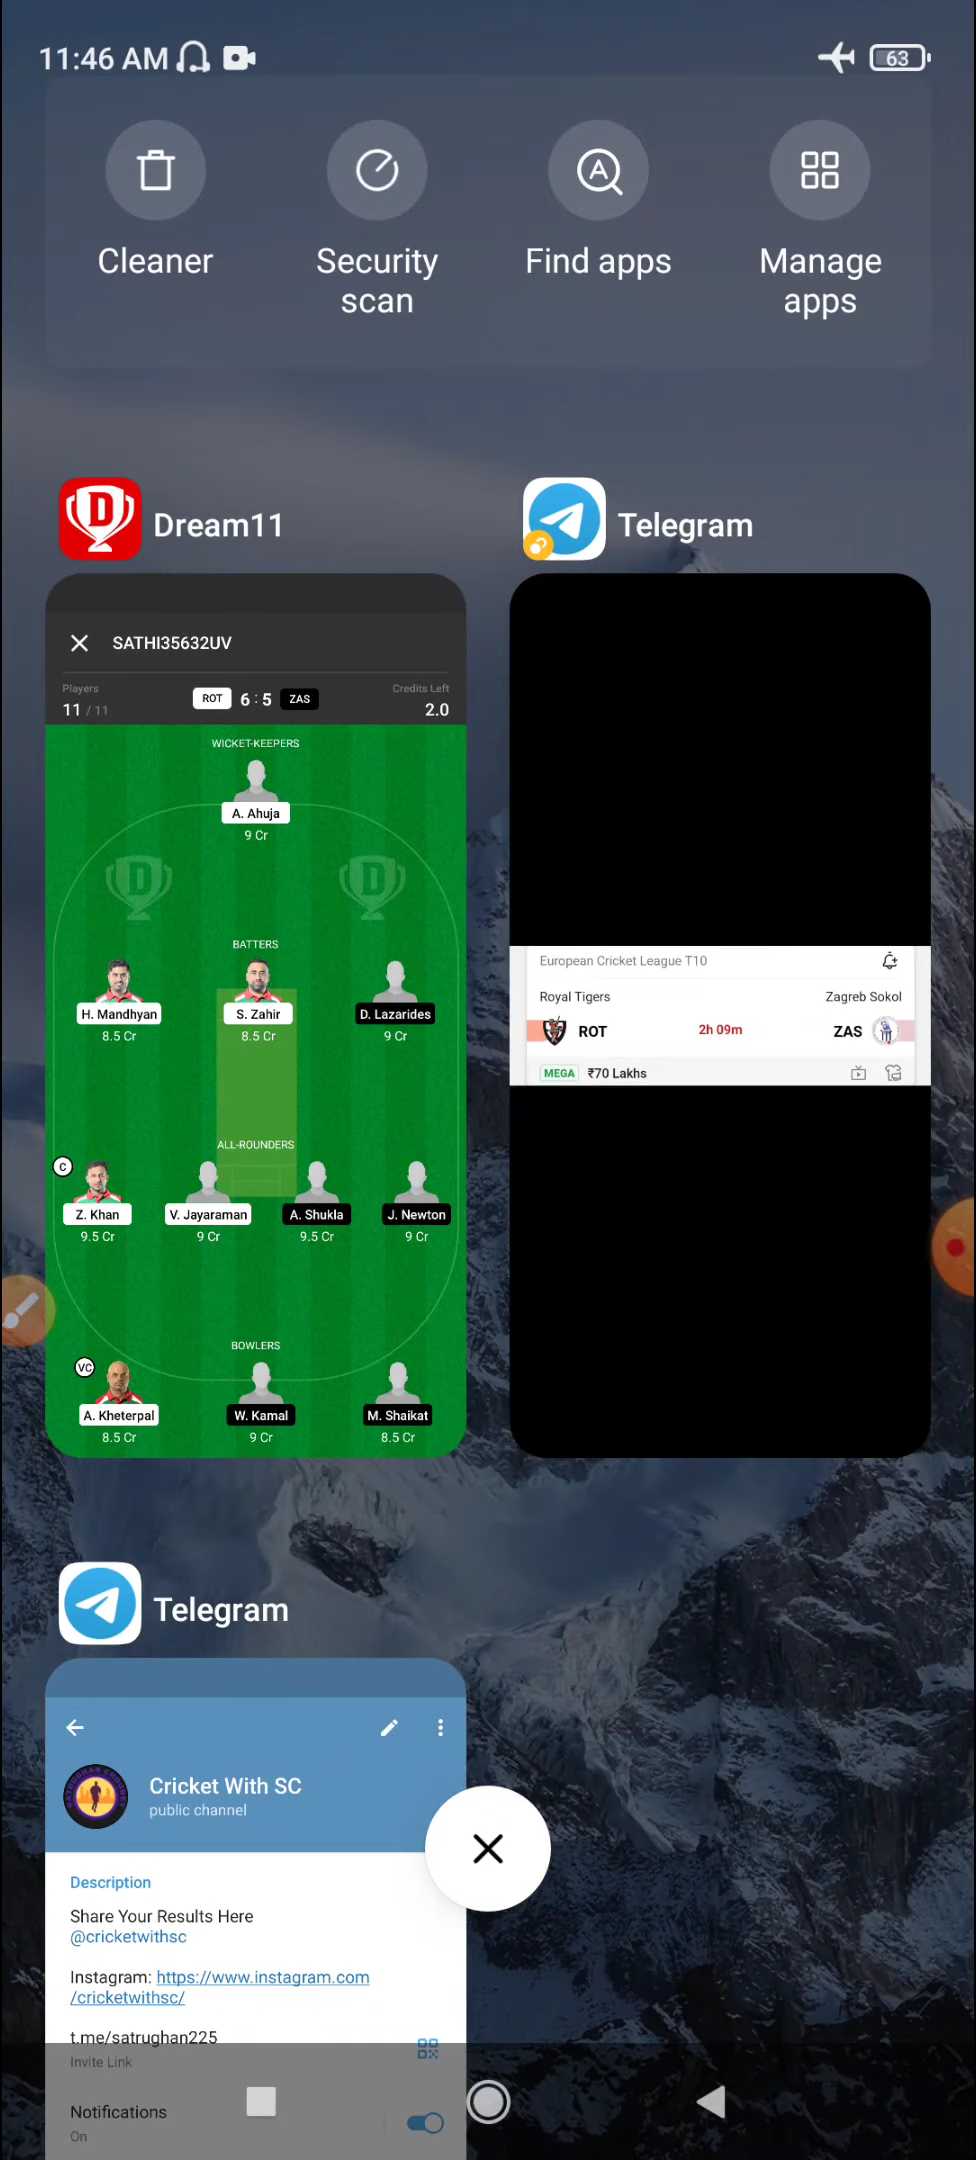 11:46 AM
63
Cleaner
Security
scan
Find apps
Manage
apps
Dream11
Telegram
SATHI35632UV
Players
11 / 11
ROT 6 : 5 ZAS
Credits Left
2.0
WICKET-KEEPERS
A. Ahuja
9 Cr
BATTERS
H. Mandhyan
8.5 Cr
S. Zahir
8.5 Cr
D. Lazarides
9 Cr
ALL-ROUNDERS
C
Z. Khan
9.5 Cr
V. Jayaraman
9 Cr
A. Shukla
9.5 Cr
J. Newton
9 Cr
BOWLERS
VC
A. Kheterpal
8.5 Cr
W. Kamal
9 Cr
M. Shaikat
8.5 Cr
European Cricket League T10
Royal Tigers
Zagreb Sokol
ROT
2h 09m
ZAS
MEGA ₹70 Lakhs
Telegram
Cricket With SC
public channel
Description
Share Your Results Here
@cricketwithsc
Instagram: https://www.instagram.com
/cricketwithsc/
t.me/satrughan225
Invite Link
Notifications
On